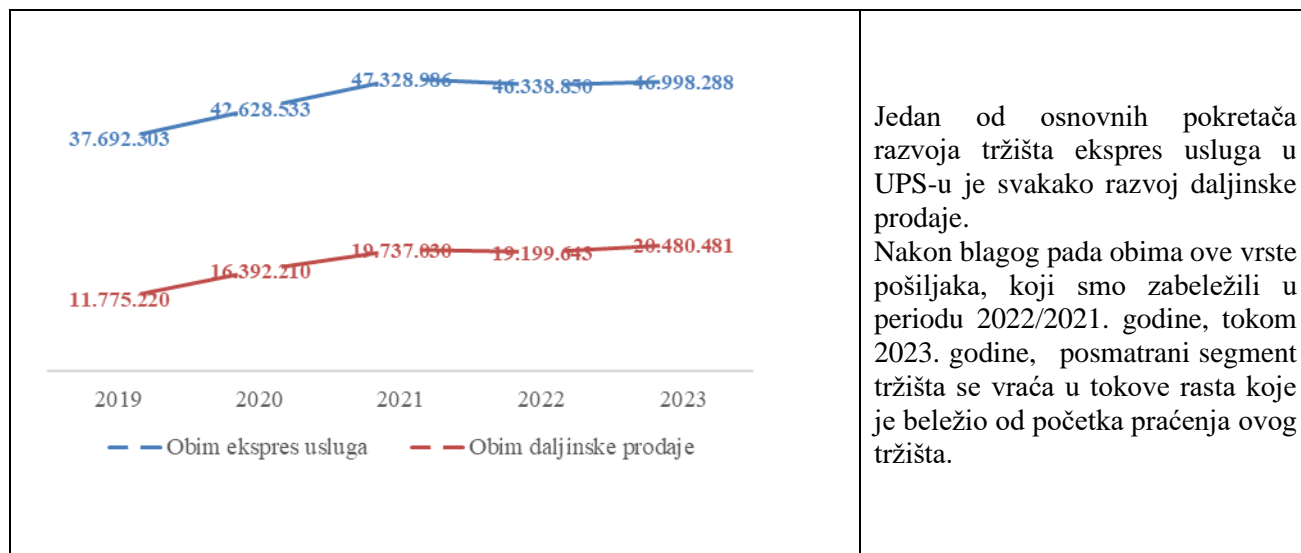 47.328.986
46.338.850
46.998.288
42.628.533
37.692.303
19.737.030
19.199.643
20.480.481
16.392.210
11.775.220
2019
2020
2021
2022
2023
Obim ekspres usluga
Obim daljinske prodaje
Jedan od osnovnih pokretača
razvoja tržišta ekspres usluga u
UPS-u je svakako razvoj daljinske
prodaje.
Nakon blagog pada obima ove vrste
pošiljaka, koji smo zabeležili u
periodu 2022/2021. godine, tokom
2023. godine, posmatrani segment
tržišta se vraća u tokove rasta koje
je beležio od početka praćenja ovog
tržišta.